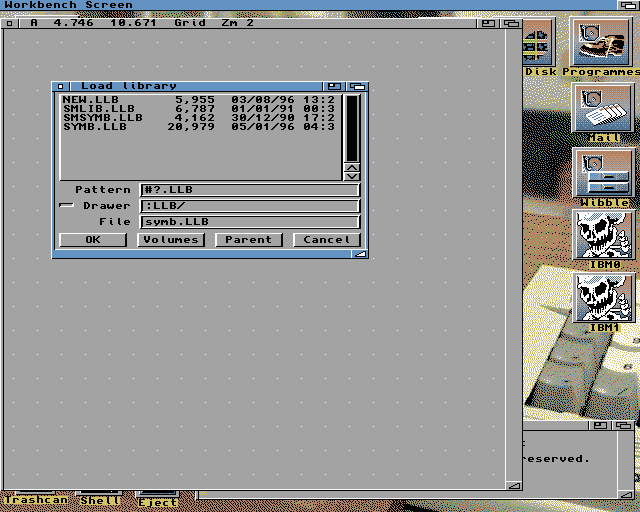 Workbench Screen
A 4.746 10.671 Grid Zm 2
Disk Programmes
Load library
NEW.LLB 5,955 03/08/96 13:2
SMLIB.LLB 6,787 01/01/91 00:3
SMSYMB.LLB 4,162 30/12/90 17:2
SYMB.LLB 20,979 05/01/96 04:3
Mail
Pattern #?.LLB
Drawer :LLB/
File symb.LLB
Wibble
OK Volumes Parent Cancel
IBM0
IBM1
eserved.
Trashcan Shell Eject